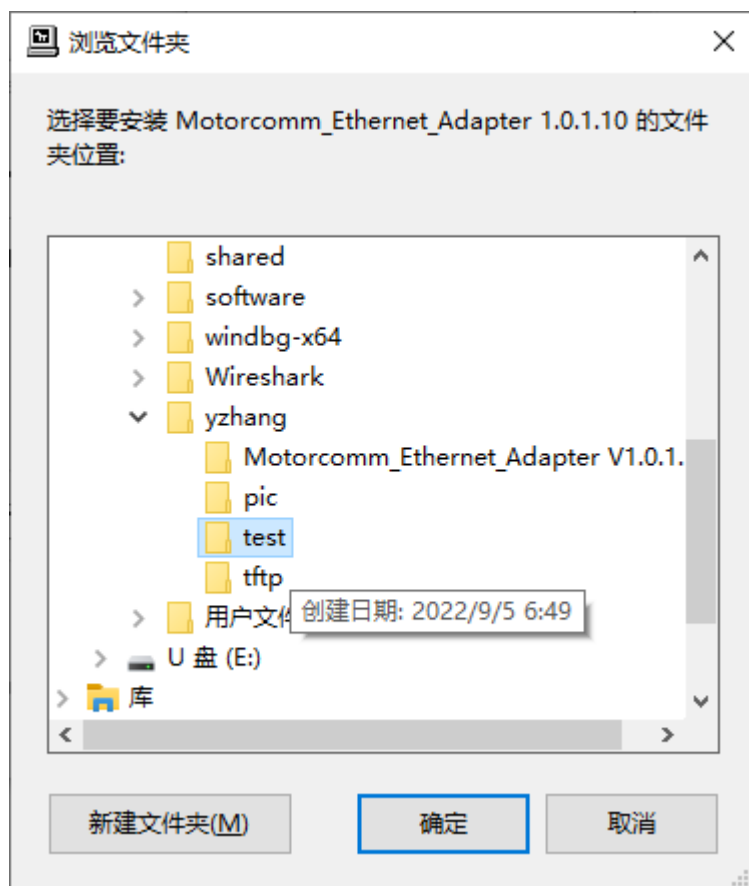 浏览文件夹
选择要安装 Motorcomm_Ethernet_Adapter 1.0.1.10 的文件
夹位置:
shared
software
windbg-x64
Wireshark
yzhang
Motorcomm_Ethernet_Adapter V1.0.1.
pic
test
tftp
用户文件
创建日期: 2022/9/5 6:49
U 盘 (E:)
库
新建文件夹(M)
确定
取消